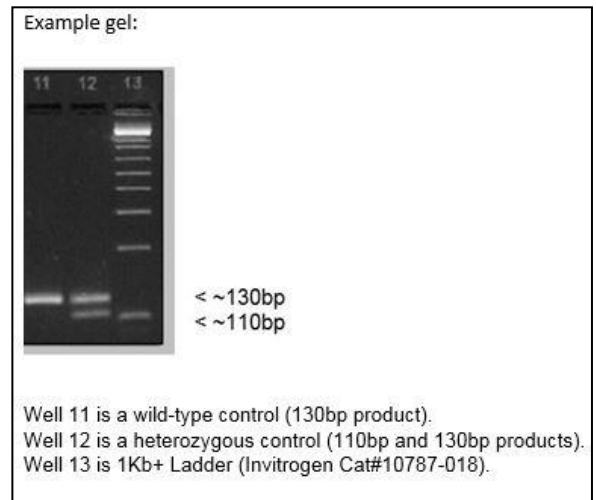 Example gel:
11 12 13
< ~130bp
< ~110bp
Well 11 is a wild-type control (130bp product).
Well 12 is a heterozygous control (110bp and 130bp products).
Well 13 is 1Kb+ Ladder (Invitrogen Cat#10787-018).